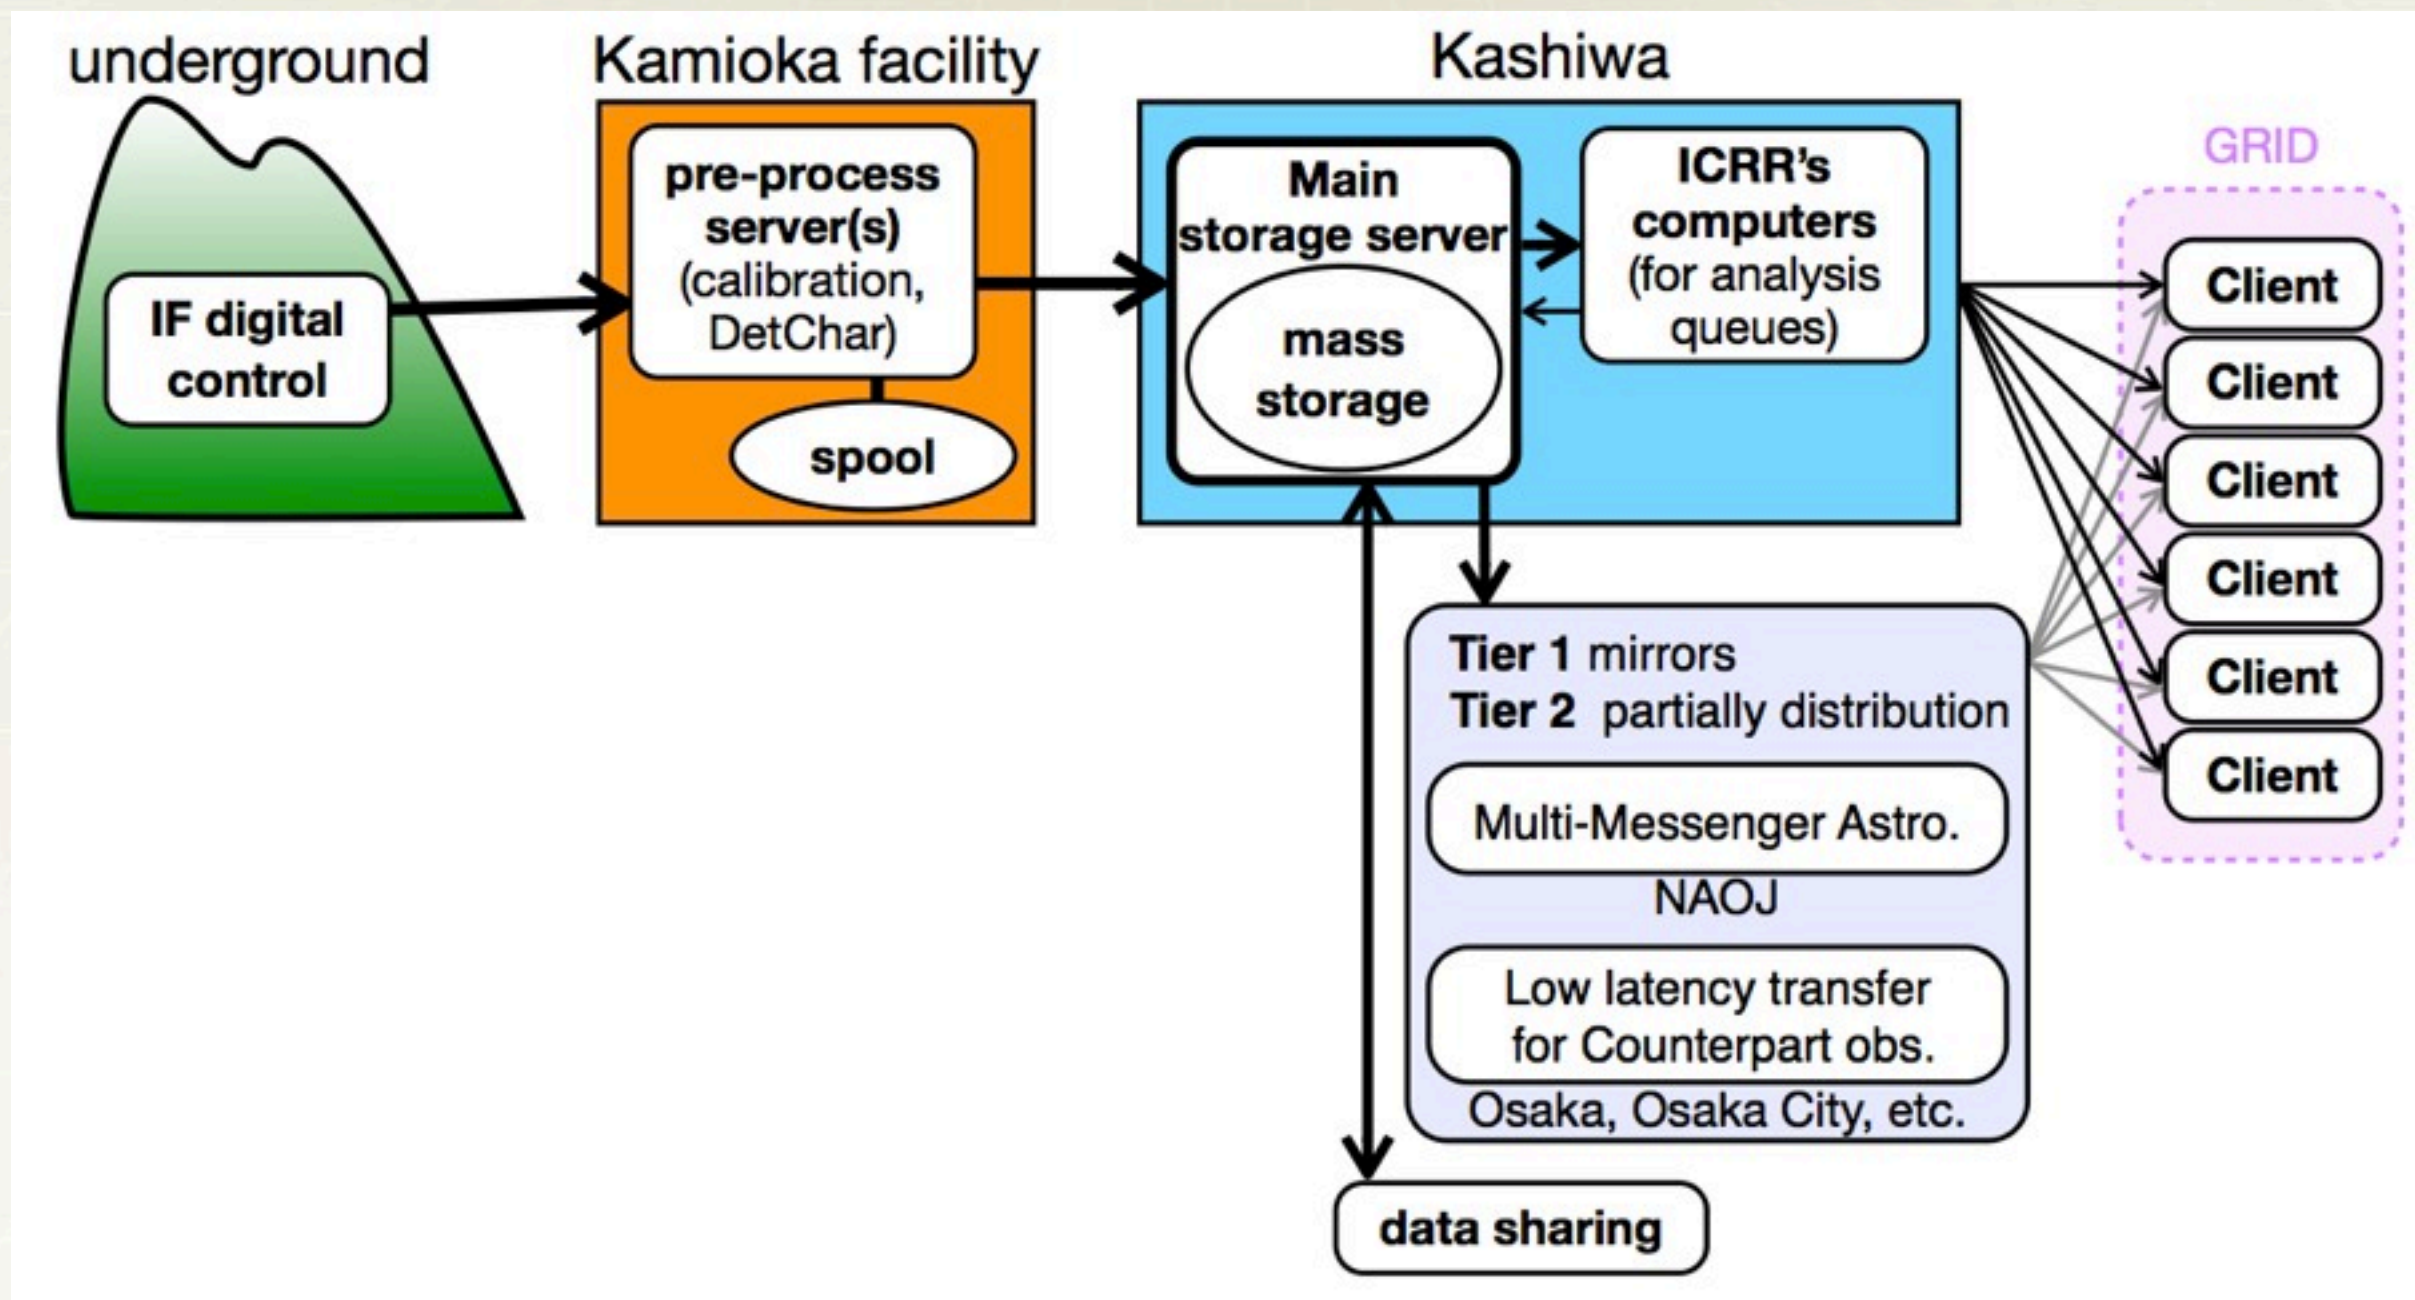 underground
IF digital
control
Kamioka facility
pre-process
server(s)
(calibration,
DetChar)
spool
Kashiwa
Main
storage server
mass
storage
ICRR's
computers
(for analysis
queues)
GRID
Client
Client
Client
Client
Client
Client
Tier 1 mirrors
Tier 2 partially distribution
Multi-Messenger Astro.
NAOJ
Low latency transfer
for Counterpart obs.
Osaka, Osaka City, etc.
data sharing